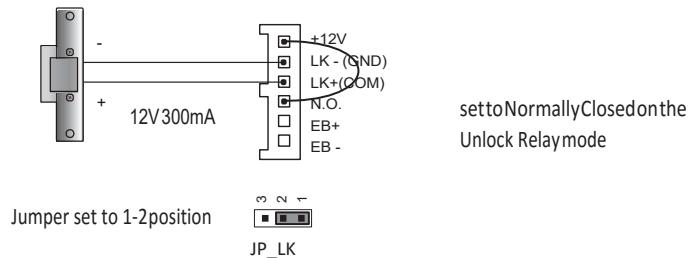 +12V
LK - (GND)
LK+(COM)
N.O.
EB+
EB -
-
+
12V 300mA
set to Normally Closed on the
Unlock Relay mode
Jumper set to 1-2 position
3 2 1
JP_LK